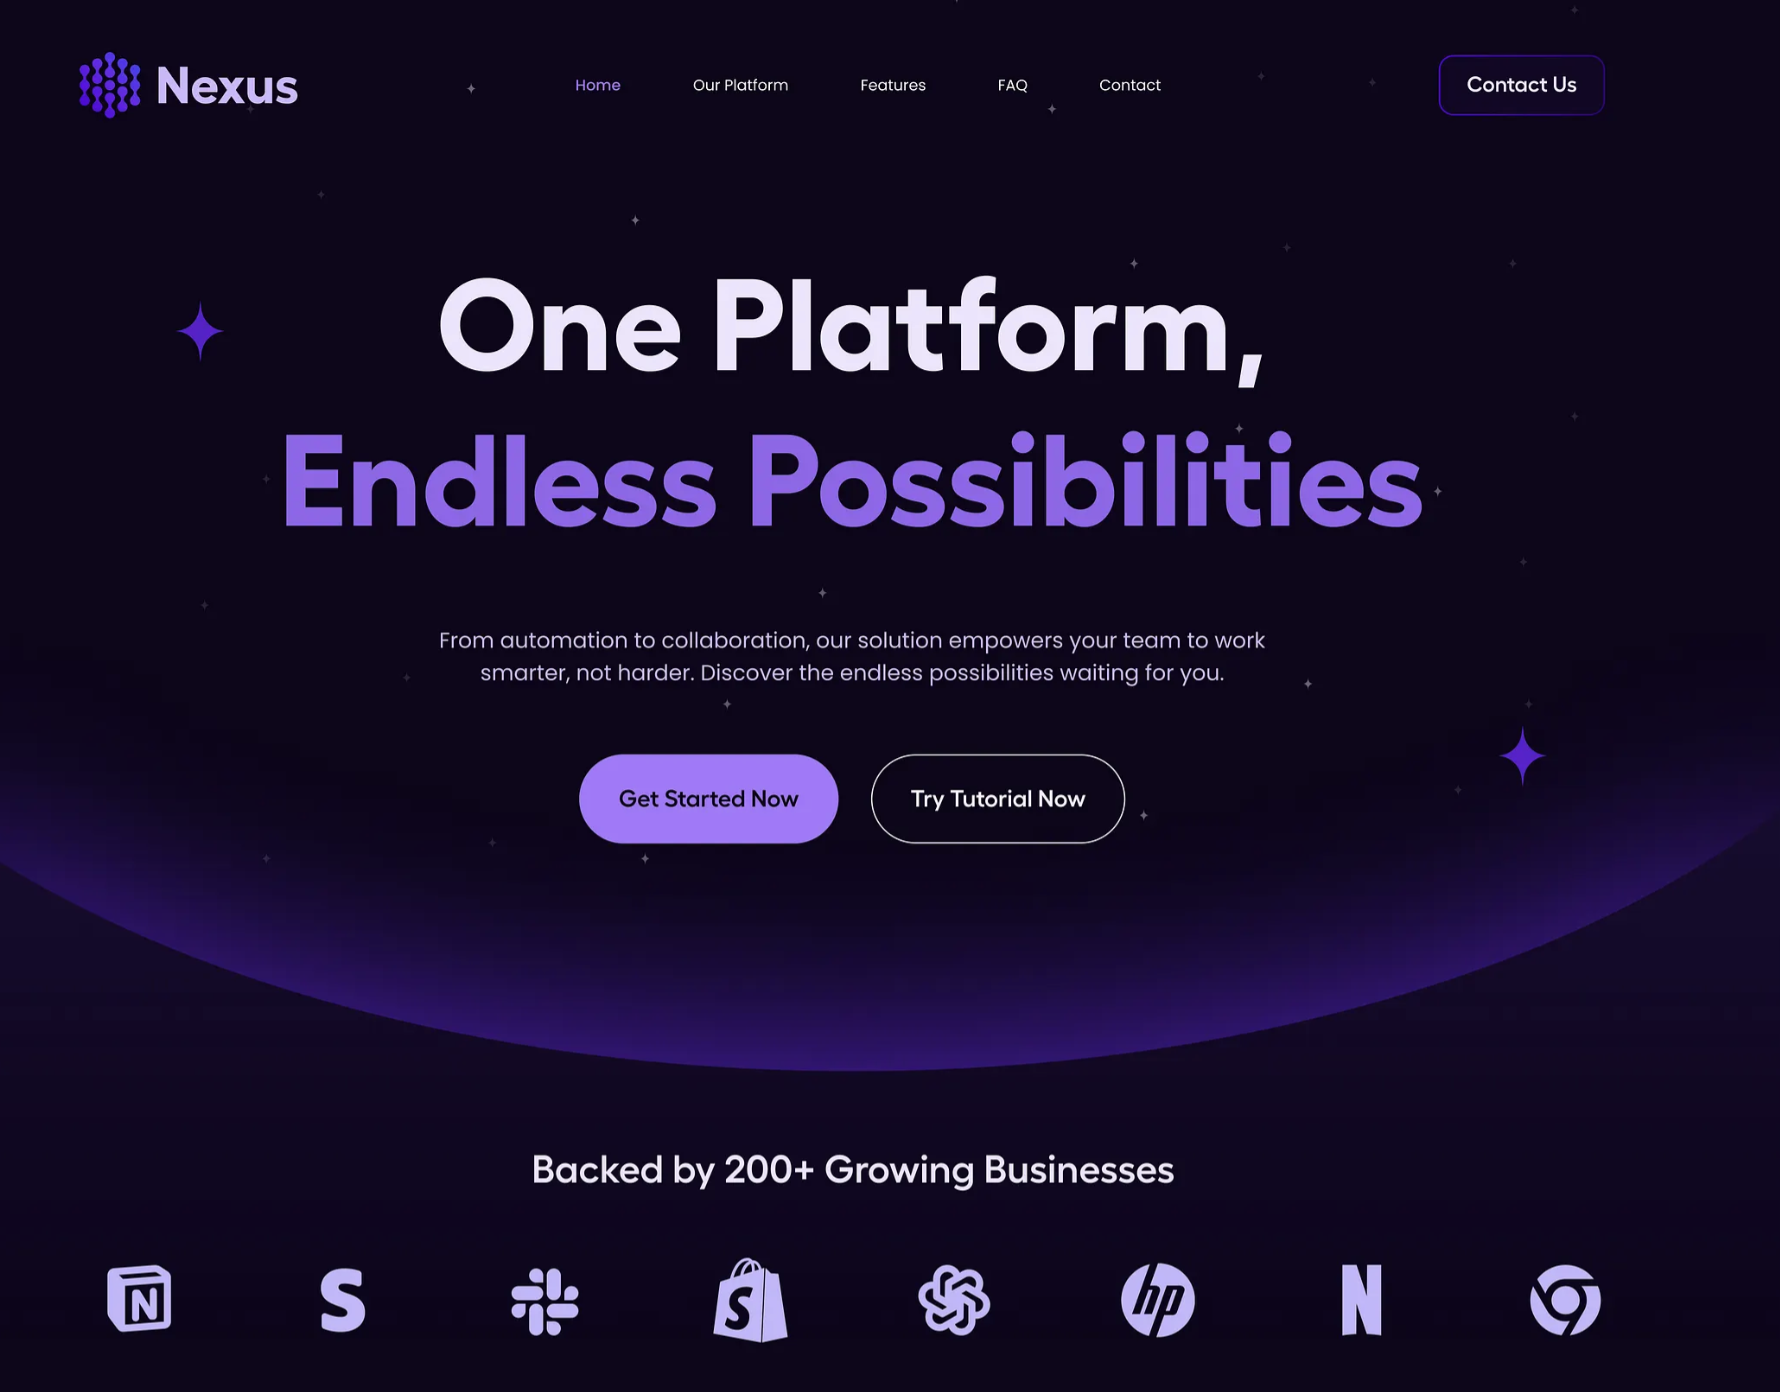 Nexus
Home
Our Platform
Features
FAQ
Contact
Contact Us
One Platform,
Endless Possibilities
From automation to collaboration, our solution empowers your team to work
smarter, not harder. Discover the endless possibilities waiting for you.
Get Started Now
Try Tutorial Now
Backed by 200+ Growing Businesses
N
S
S
hp
N